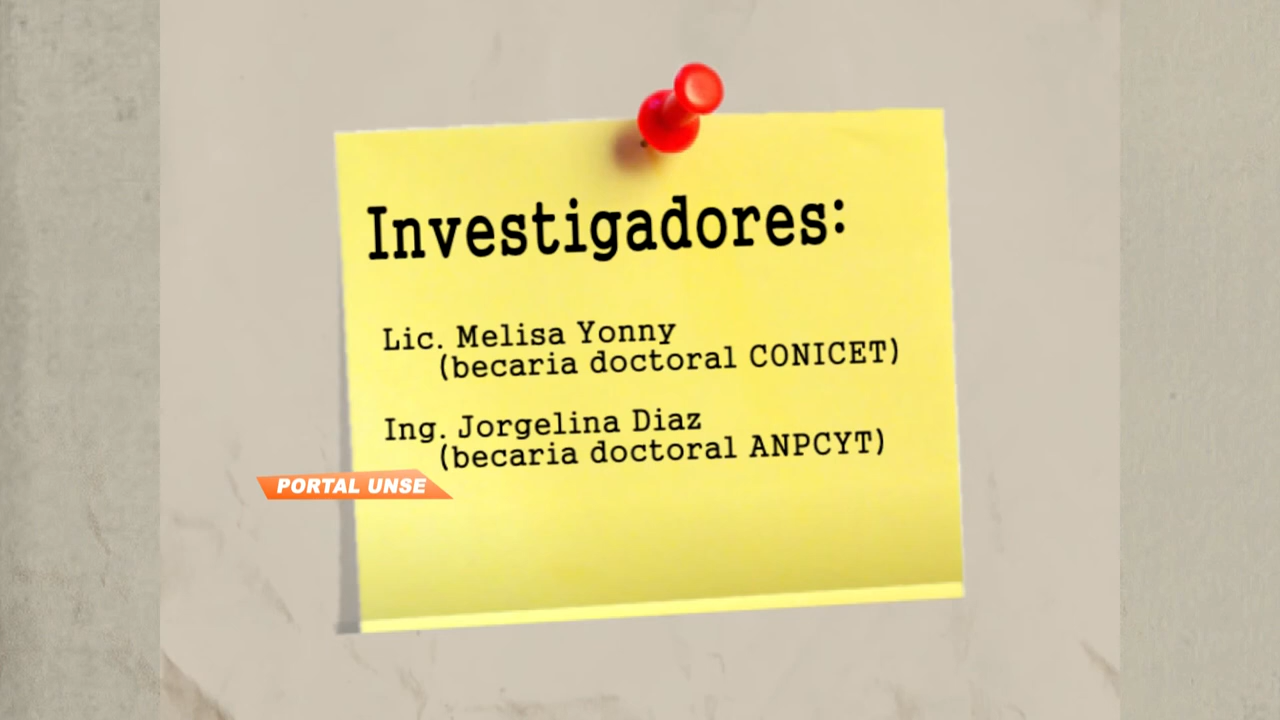 Investigadores:
Lic. Melisa Yonny
(becaria doctoral CONICET)
Ing. Jorgelina Diaz
(becaria doctoral ANPCYT)
PORTAL UNSE